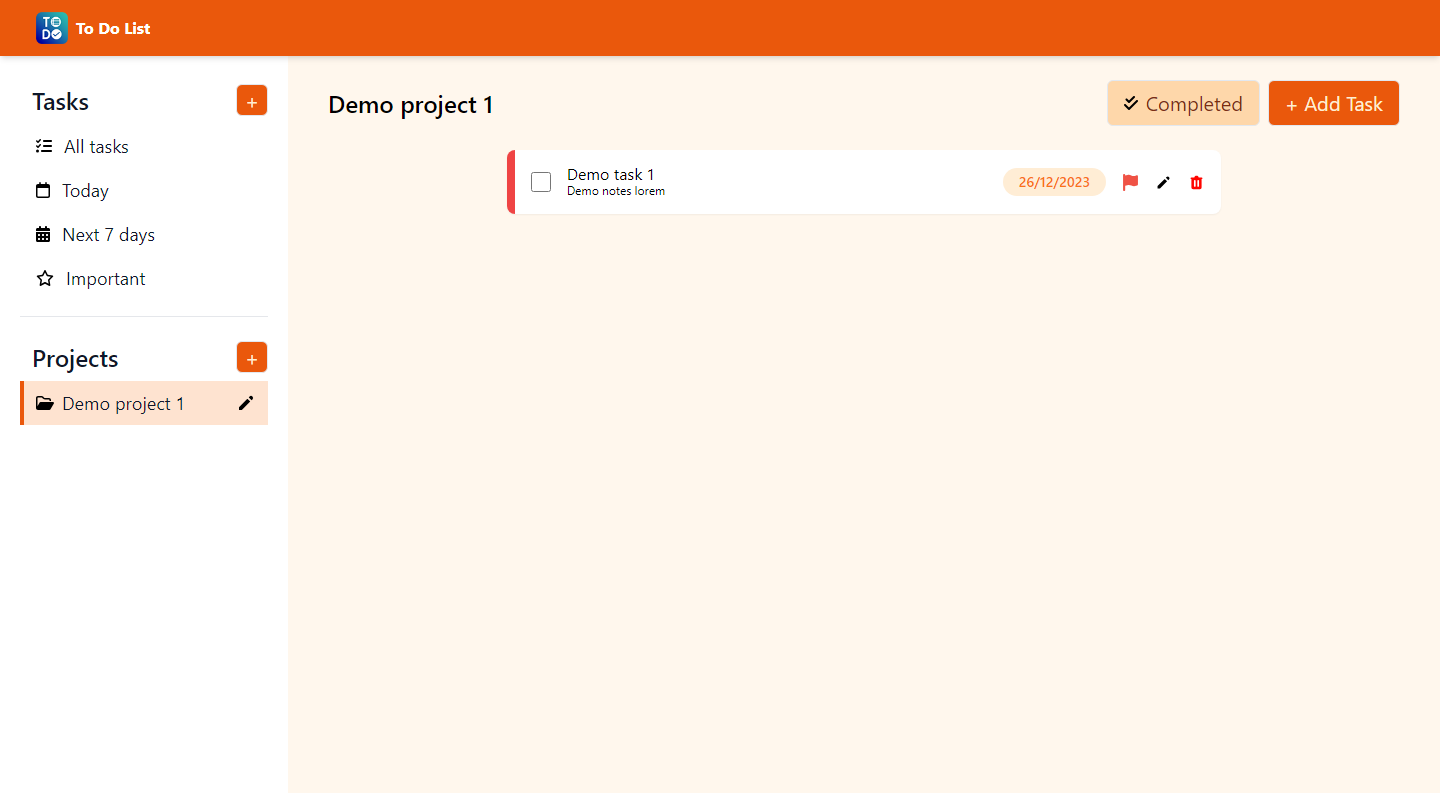 TO
DO
To Do List
Tasks
+
All tasks
Today
Next 7 days
Important
Projects
+
Demo project 1
Demo project 1
Completed
+ Add Task
Demo task 1
Demo notes lorem
26/12/2023